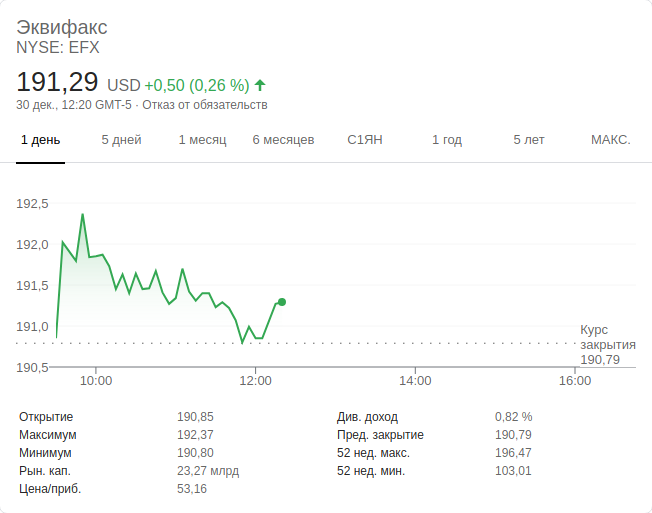 Эквифакс
NYSE: EFX
191,29 USD +0,50 (0,26 %)
30 дек., 12:20 GMT-5 · Отказ от обязательств
1 день 5 дней 1 месяц 6 месяцев С1ЯН 1 год 5 лет МАКС.
192,5
192,0
191,5
191,0
190,5
Курс
закрытия
190,79
10:00 12:00 14:00 16:00
Открытие 190,85
Максимум 192,37
Минимум 190,80
Рын. кап. 23,27 млрд
Цена/приб. 53,16
Див. доход 0,82 %
Пред. закрытие 190,79
52 нед. макс. 196,47
52 нед. мин. 103,01